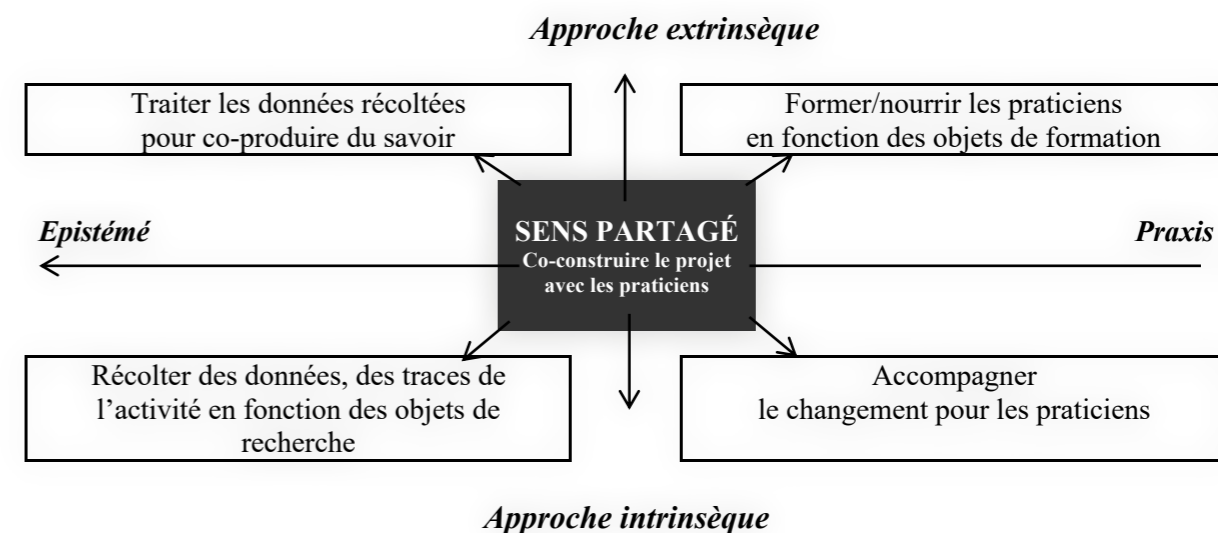 Approche extrinsèque
Traiter les données récoltées
pour co-produire du savoir
Former/nourrir les praticiens
en fonction des objets de formation
Epistémé
SENS PARTAGÉ
Co-construire le projet
avec les praticiens
Praxis
Récolter des données, des traces de
l’activité en fonction des objets de
recherche
Accompagner
le changement pour les praticiens
Approche intrinsèque